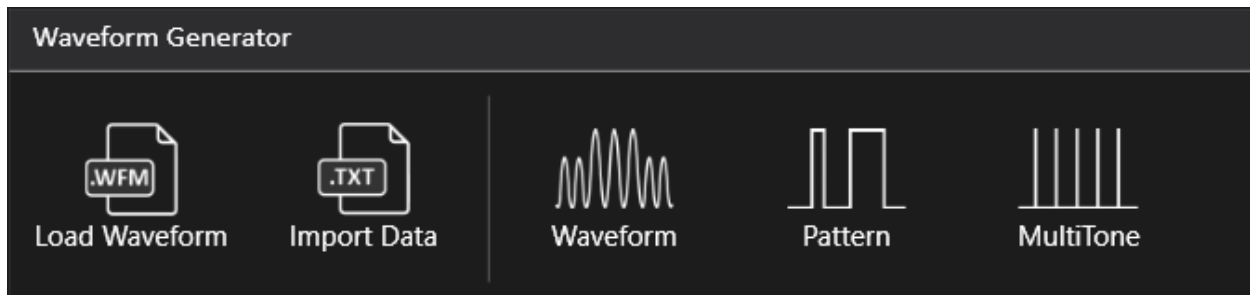 Waveform Generator
.WFM
.TXT
Load Waveform
Import Data
Waveform
Pattern
MultiTone